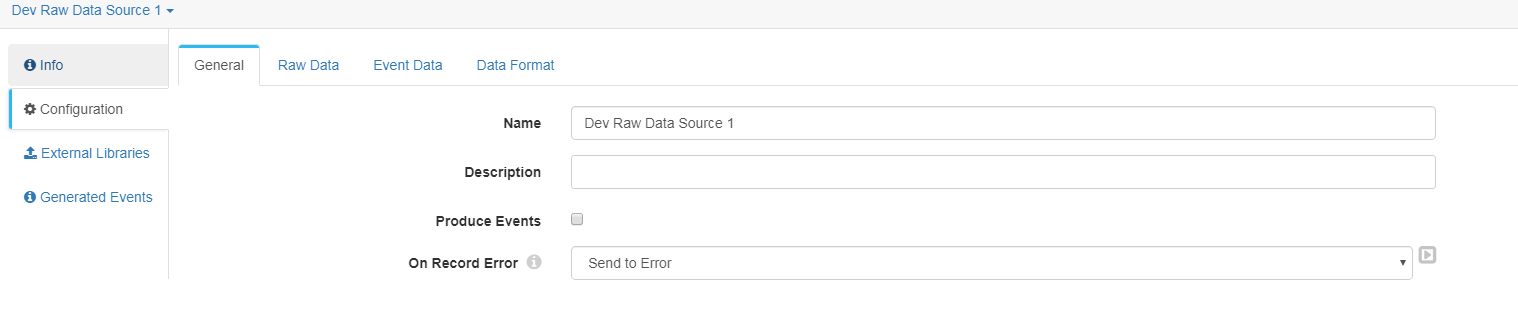 Dev Raw Data Source 1
Info
Configuration
External Libraries
Generated Events
General Raw Data Event Data Data Format
Name Dev Raw Data Source 1
Description
Produce Events
On Record Error Send to Error